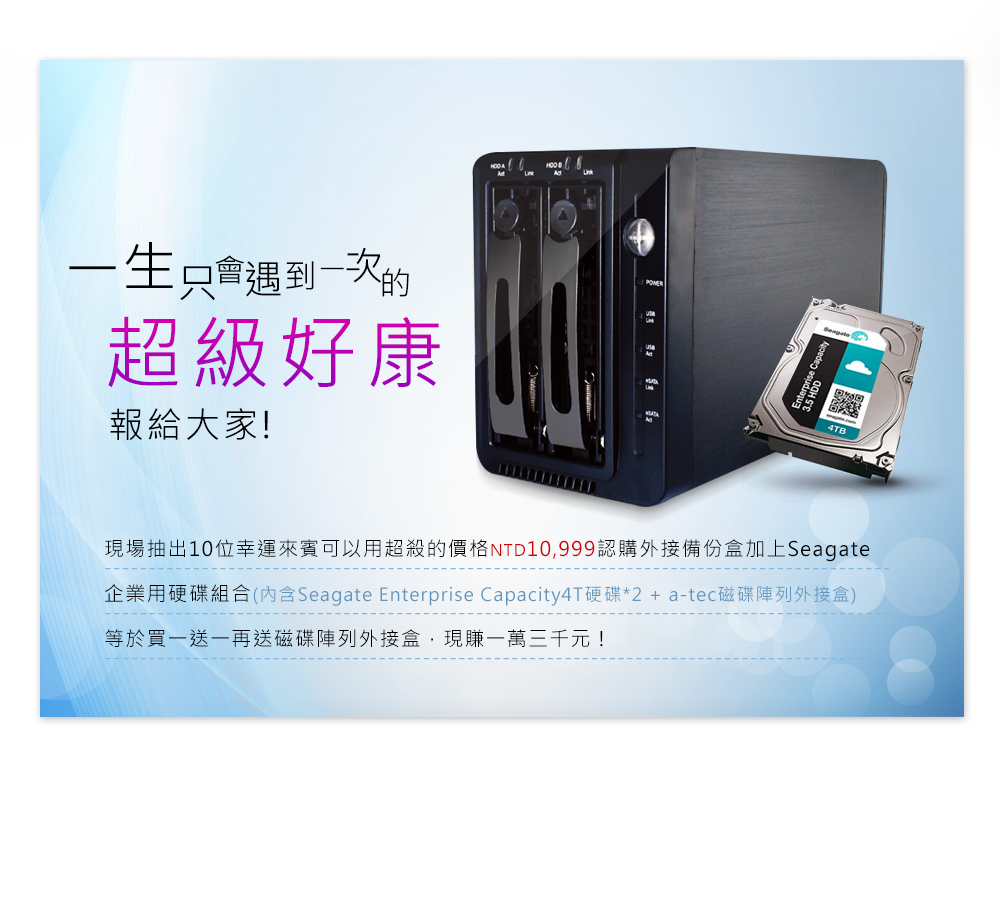 一生只會遇到一次的
超級好康
報給大家!
HDD A
Act Link
HDD B
Act Link
POWER
USB
Link
USB
Act
eSATA
Link
eSATA
Act
Seagate
Enterprise Capacity
3.5 HDD
seagate.com
4TB
現場抽出10位幸運來賓可以用超殺的價格NTD10,999認購外接備份盒加上Seagate
企業用硬碟組合(內含Seagate Enterprise Capacity4T硬碟*2 + a-tec磁碟陣列外接盒)
等於買一送一再送磁碟陣列外接盒．現賺一萬三千元！